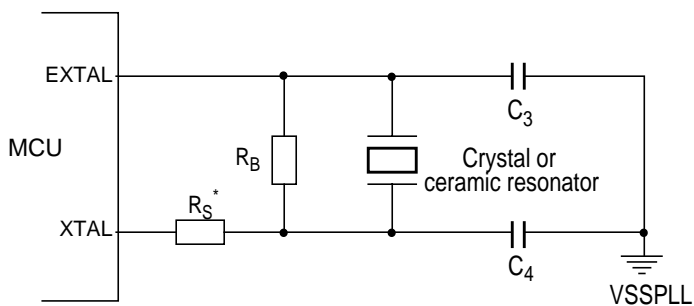 EXTAL
C3
MCU
RB
Crystal or
ceramic resonator
RS*
XTAL
C4
VSSPLL